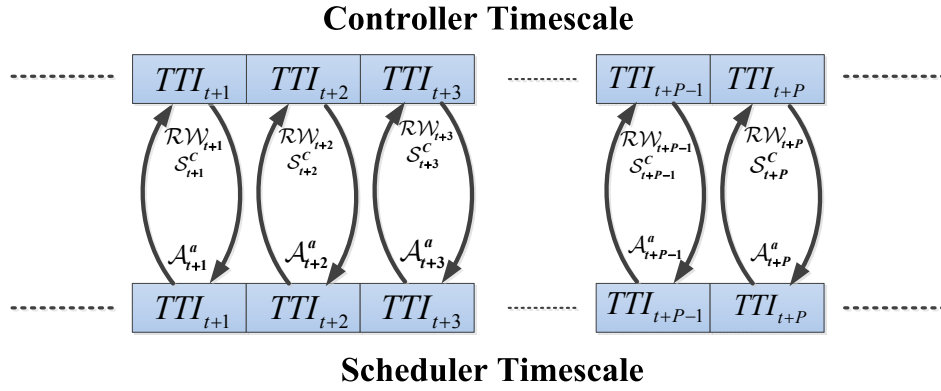 Controller Timescale
TTI_{t+1} TTI_{t+2} TTI_{t+3} TTI_{t+P-1} TTI_{t+P}
RW_{t+1} RW_{t+2} RW_{t+3} RW_{t+P-1} RW_{t+P}
S^C_{t+1} S^C_{t+2} S^C_{t+3} S^C_{t+P-1} S^C_{t+P}
A^a_{t+1} A^a_{t+2} A^a_{t+3} A^a_{t+P-1} A^a_{t+P}
TTI_{t+1} TTI_{t+2} TTI_{t+3} TTI_{t+P-1} TTI_{t+P}
Scheduler Timescale